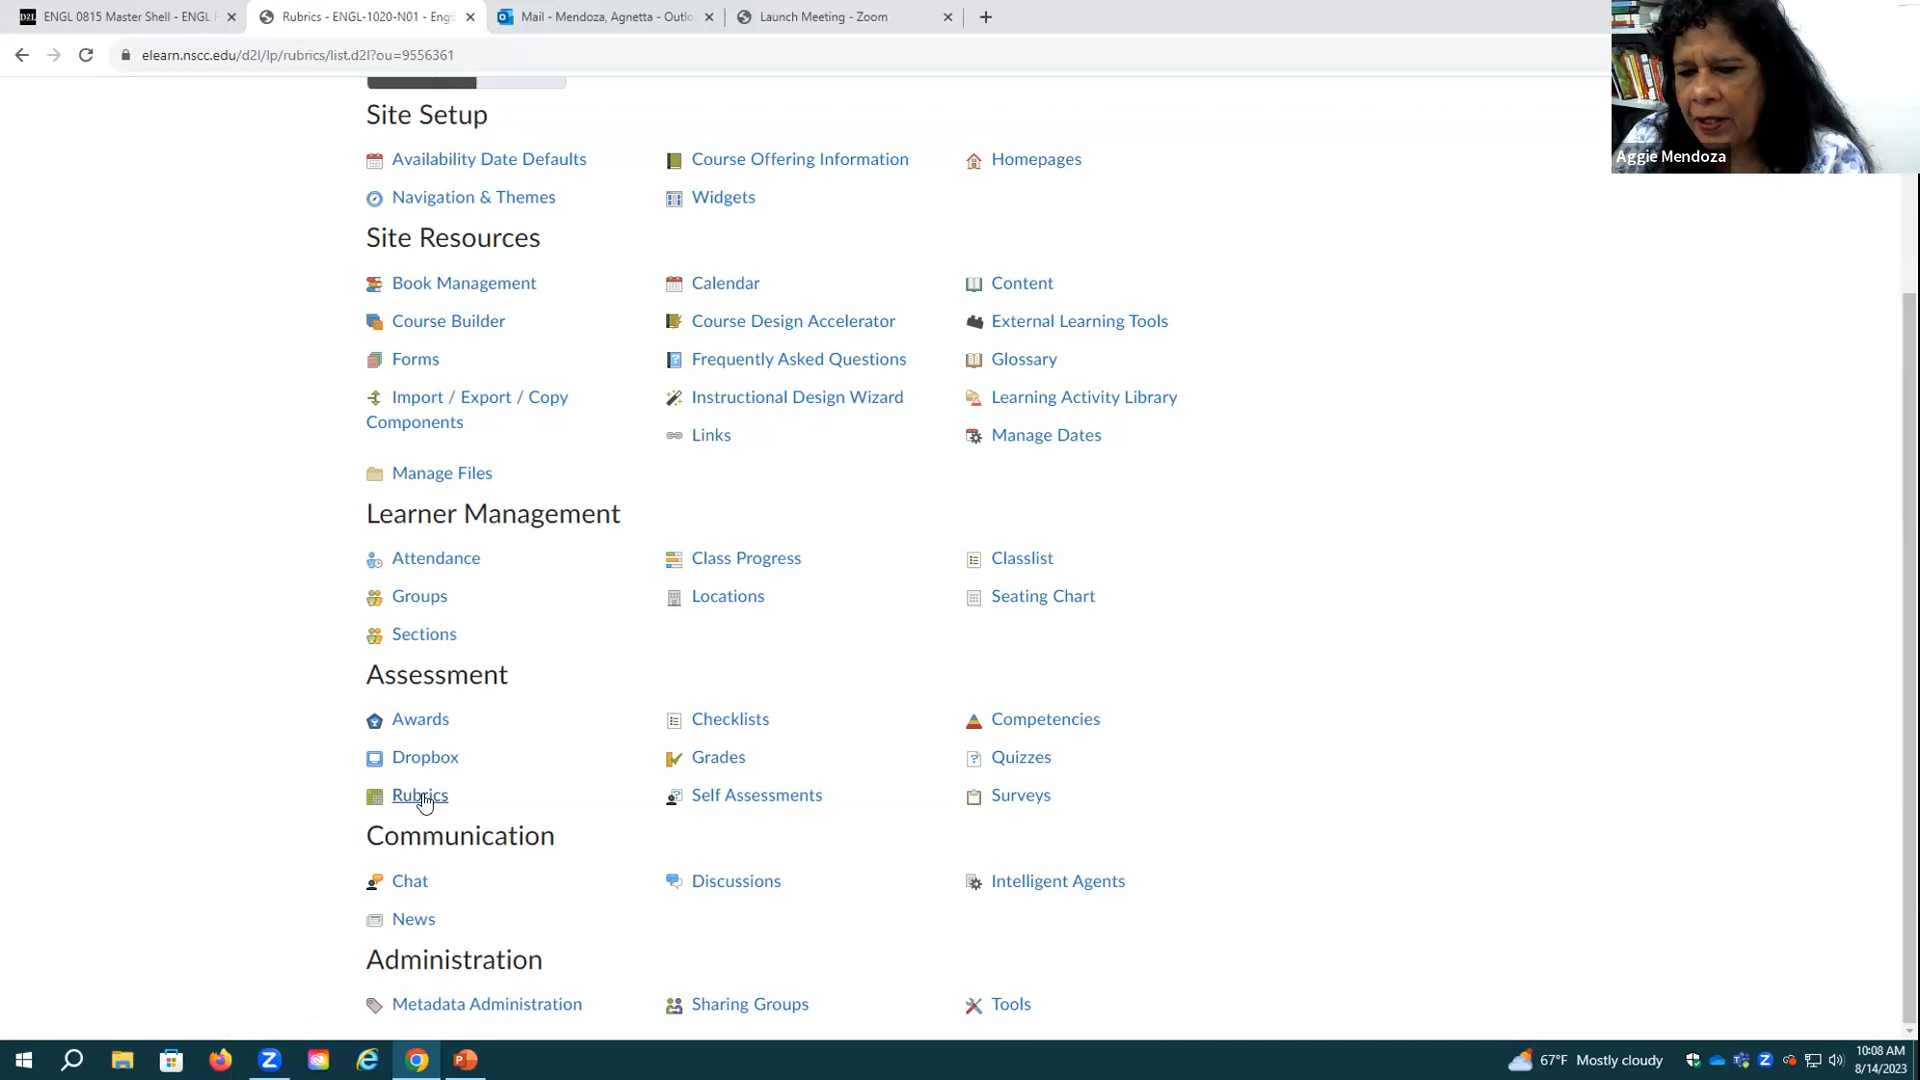 ENGL 0815 Master Shell - ENGL
Rubrics - ENGL-1020-N01 - Engs
Mail - Mendoza, Agnetta - Outlo
Launch Meeting - Zoom
elearn.nscc.edu/d2l/lp/rubrics/list.d2l?ou=9556361
Aggie Mendoza
Site Setup
Availability Date Defaults
Course Offering Information
Homepages
Navigation & Themes
Widgets
Site Resources
Book Management
Calendar
Content
Course Builder
Course Design Accelerator
External Learning Tools
Forms
Frequently Asked Questions
Glossary
Import / Export / Copy
Components
Instructional Design Wizard
Learning Activity Library
Links
Manage Dates
Manage Files
Learner Management
Attendance
Class Progress
Classlist
Groups
Locations
Seating Chart
Sections
Assessment
Awards
Checklists
Competencies
Dropbox
Grades
Quizzes
Rubrics
Self Assessments
Surveys
Communication
Chat
Discussions
Intelligent Agents
News
Administration
Metadata Administration
Sharing Groups
Tools
67°F Mostly cloudy
10:08 AM
8/14/2023